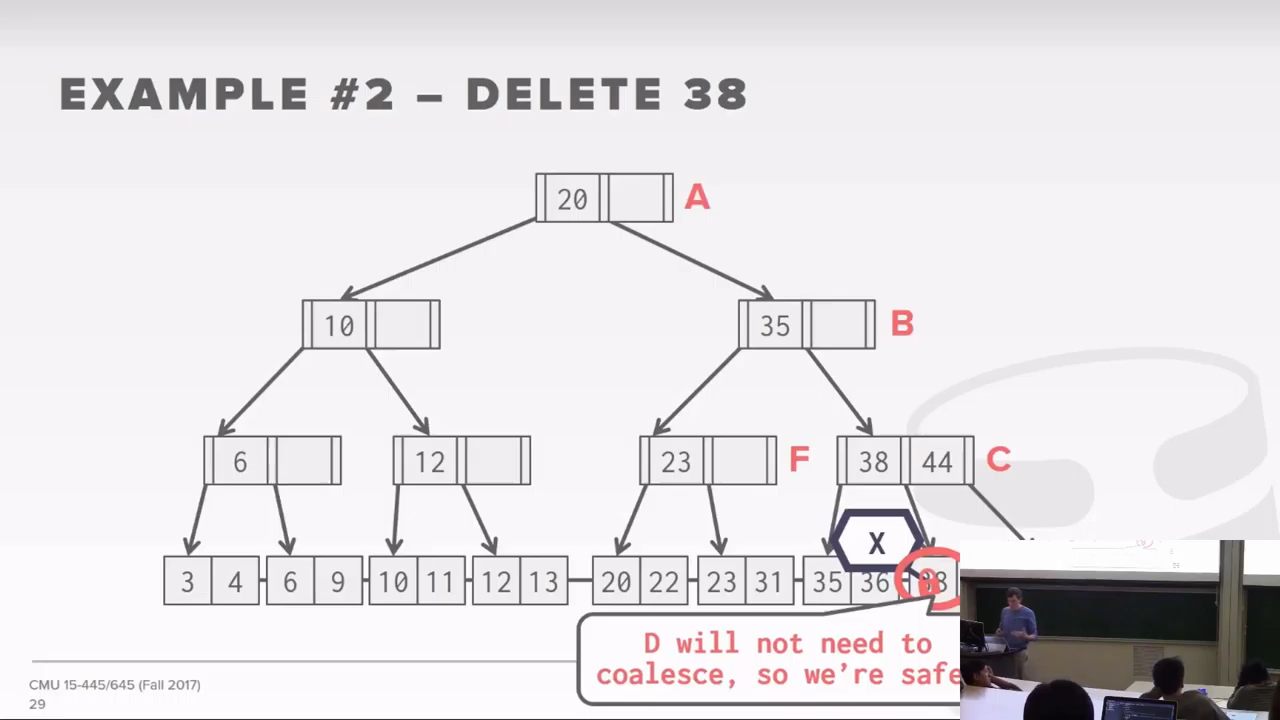 EXAMPLE #2 – DELETE 38
20 A
10 35 B
6 12 23 F 38 44 C
X
3 4 6 9 10 11 12 13 20 22 23 31 35 36 38
D will not need to
coalesce, so we're safe
CMU 15-445/645 (Fall 2017)
29